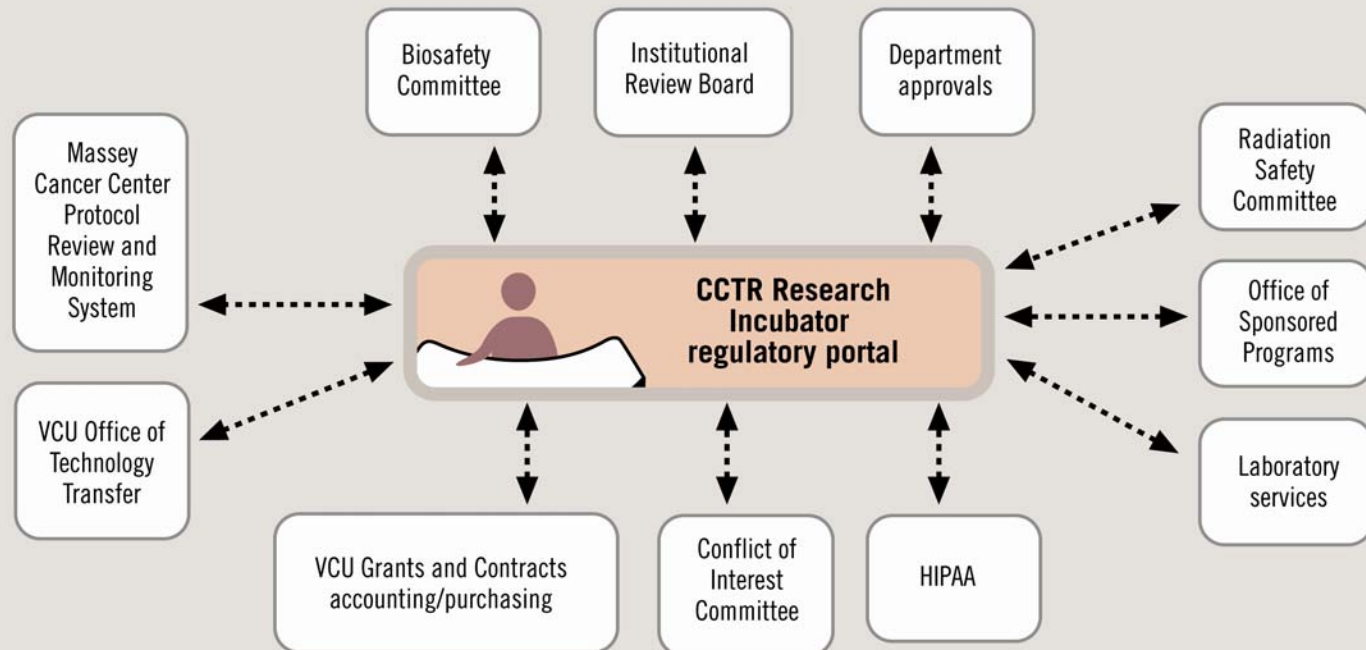 Biosafety
Committee
Institutional
Review Board
Department
approvals
Massey
Cancer Center
Protocol
Review and
Monitoring
System
Radiation
Safety
Committee
CCTR Research
Incubator
regulatory portal
Office of
Sponsored
Programs
VCU Office of
Technology
Transfer
Laboratory
services
VCU Grants and Contracts
accounting/purchasing
Conflict of
Interest
Committee
HIPAA